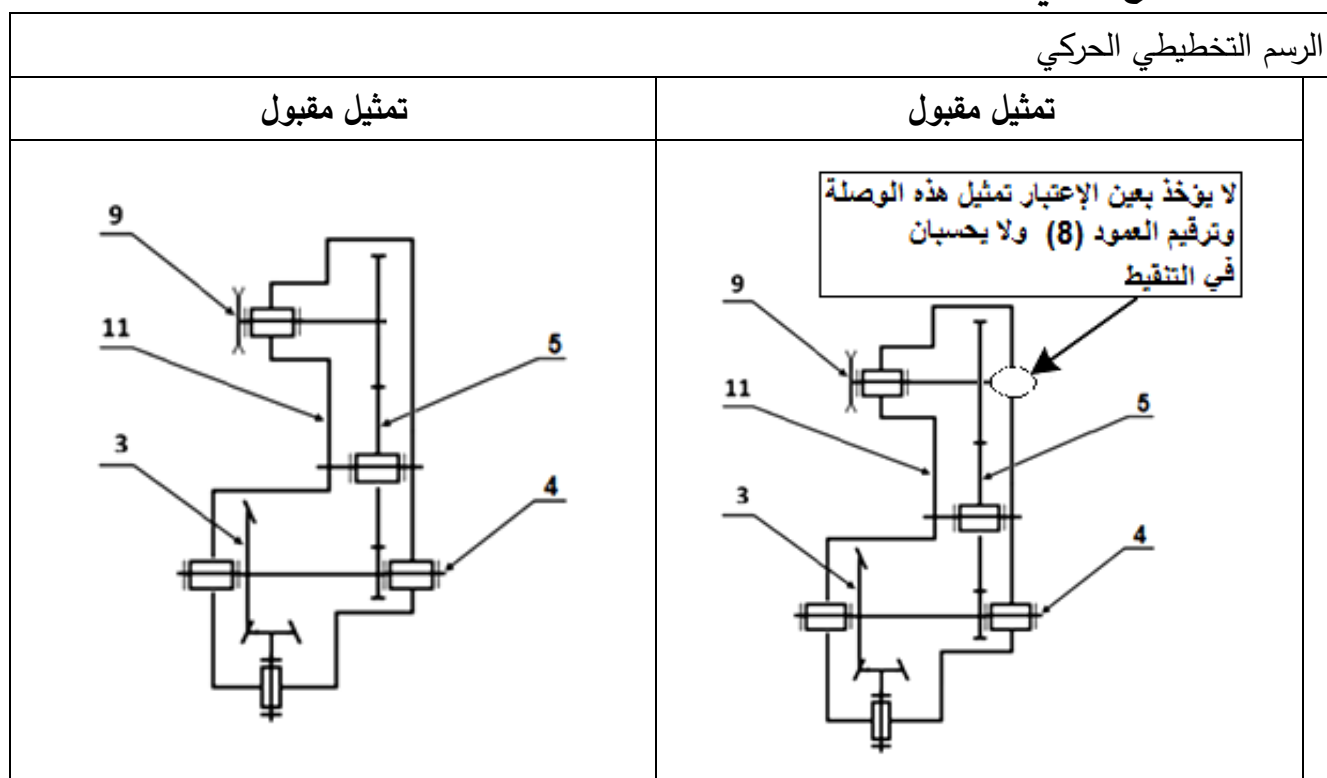 الرسم التخطيطي الحركي
تمثيل مقبول
تمثيل مقبول
لا يؤخذ بعين الإعتبار تمثيل هذه الوصلة
وترقيم العمود (8) ولا يحسبان
في التنقيط
9
11
5
3
4
9
11
5
3
4